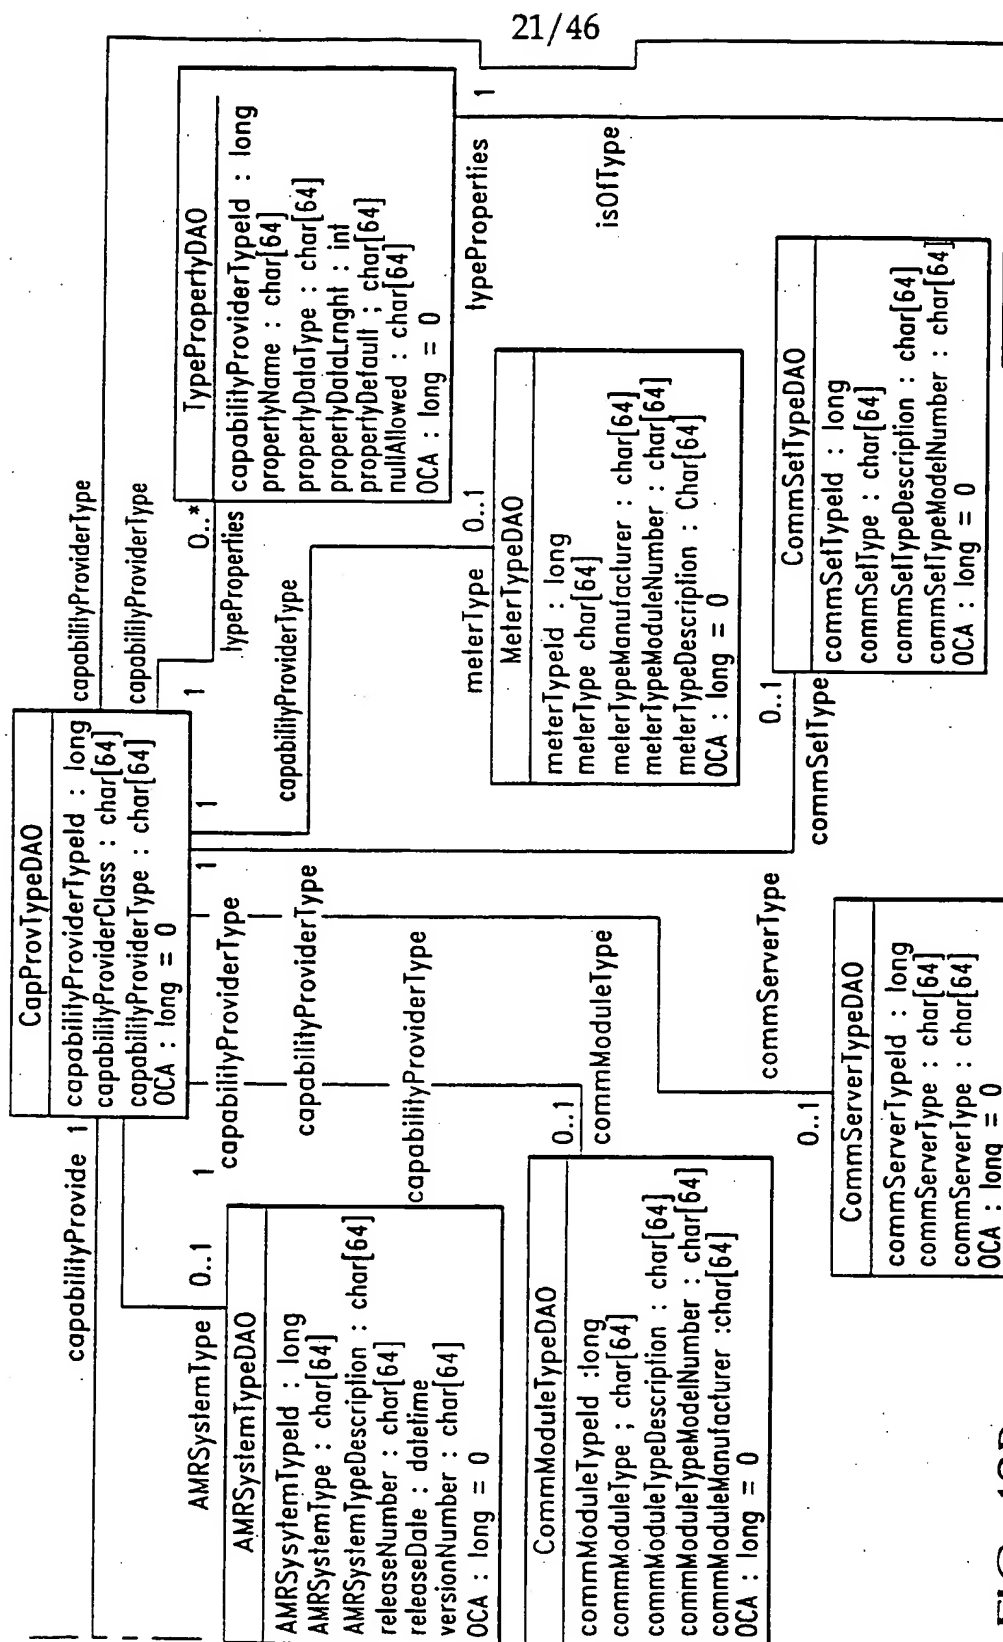 21/46
CapProvTypeDAO
capabilityProviderTypeId : long
capabilityProviderClass : char[64]
capabilityProviderType : char[64]
OCA : long = 0
capabilityProvide 1
capabilityProviderType
capabilityProviderType
1
typeProperties
0..*
TypePropertyDAO
capabilityProviderTypeId : long
propertyName : char[64]
propertyDataType : char[64]
propertyDataLrnght : int
propertyDefault ; char[64]
nullAllowed : char[64]
OCA : long = 0
1
typeProperties
isOfType
1
capabilityProviderType
meterType
0..1
MeterTypeDAO
meterTypeId : long
meterType char[64]
meterTypeManufacturer : char[64]
meterTypeModuleNumber : char[64]
meterTypeDescription : Char[64]
OCA : long = 0
1
0..1
commSetType
CommSetTypeDAO
commSetTypeId : long
commSetType : char[64]
commSetTypeDescription : char[64]
commSetTypeModelNumber : char[64]
OCA : long = 0
AMRSystemType
0..1
1
capabilityProviderType
capabilityProviderType
capabilityProviderType
AMRSystemTypeDAO
AMRSysytemTypeId : long
AMRSystemType : char[64]
AMRSystemTypeDescription : char[64]
releaseNumber : char[64]
releaseDate : datetime
versionNumber : char[64]
OCA : long = 0
0..1
commModuleType
CommModuleTypeDAO
commModuleTypeId :long
commModuleType ; char[64]
commModuleTypeDescription : char[64]
commModuleTypeModelNumber : char[64]
commModuleManufacturer :char[64]
OCA : long = 0
0..1
commServerType
CommServerTypeDAO
commServerTypeId : long
commServerType : char[64]
commServerType : char[64]
OCA : long = 0